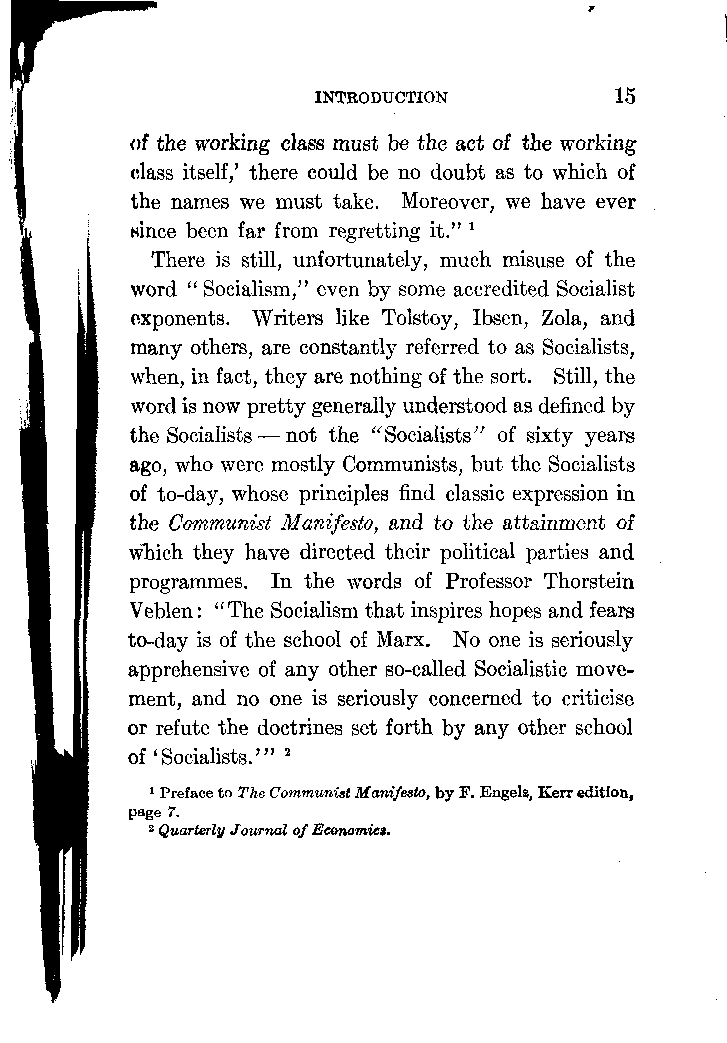 INTRODUCTION 15
of the working class must be the act of the working
class itself,' there could be no doubt as to which of
the names we must take. Moreover, we have ever
since been far from regretting it." ¹
There is still, unfortunately, much misuse of the
word "Socialism," even by some accredited Socialist
exponents. Writers like Tolstoy, Ibsen, Zola, and
many others, are constantly referred to as Socialists,
when, in fact, they are nothing of the sort. Still, the
word is now pretty generally understood as defined by
the Socialists — not the "Socialists" of sixty years
ago, who were mostly Communists, but the Socialists
of to-day, whose principles find classic expression in
the Communist Manifesto, and to the attainment of
which they have directed their political parties and
programmes. In the words of Professor Thorstein
Veblen: "The Socialism that inspires hopes and fears
to-day is of the school of Marx. No one is seriously
apprehensive of any other so-called Socialistic move-
ment, and no one is seriously concerned to criticise
or refute the doctrines set forth by any other school
of 'Socialists.'" ²
¹ Preface to The Communist Manifesto, by F. Engels, Kerr edition,
page 7.
² Quarterly Journal of Economics.